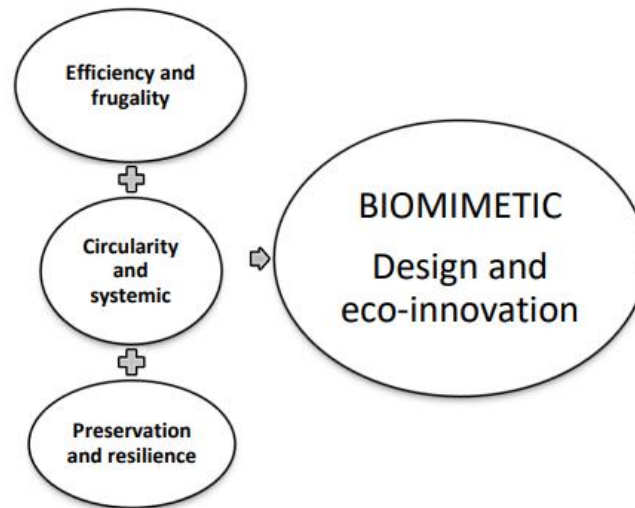 Efficiency and
frugality
Circularity
and
systemic
Preservation
and resilience
BIOMIMETIC
Design and
eco-innovation